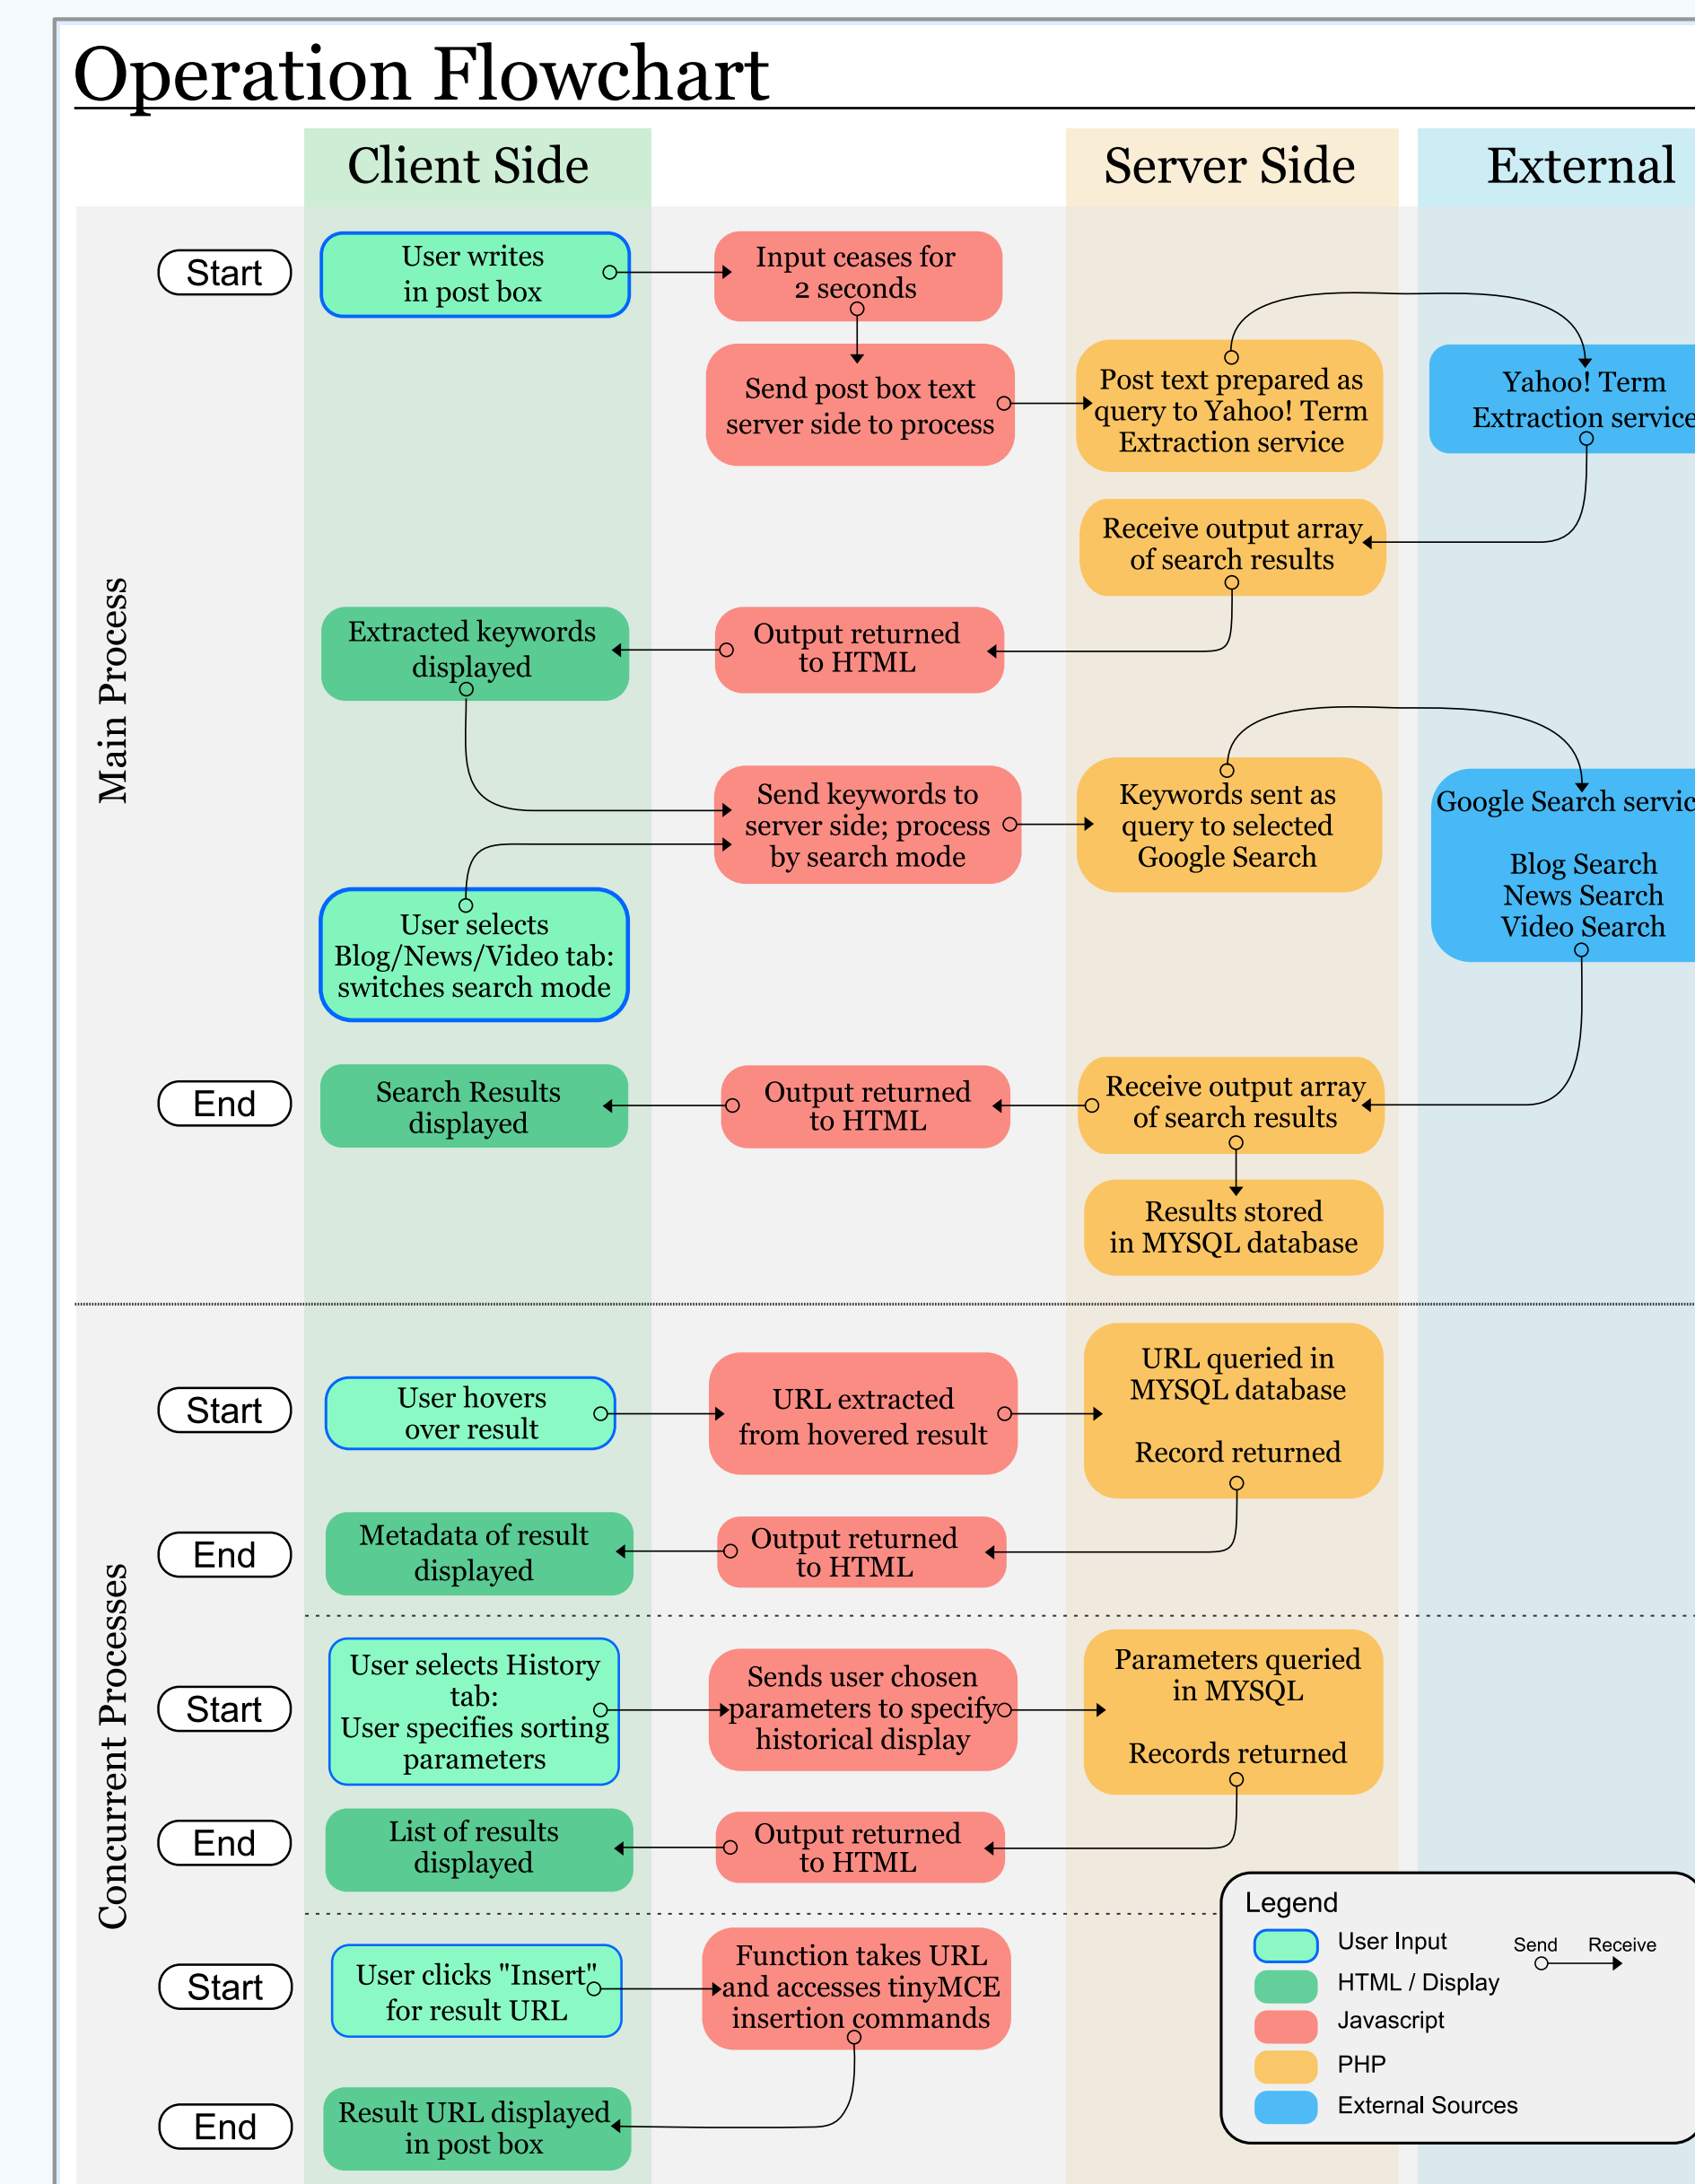 Operation Flowchart
Client Side
Server Side
External
Main Process
Start
User writes
in post box
Input ceases for
2 seconds
Send post box text
server side to process
Post text prepared as
query to Yahoo! Term
Extraction service
Yahoo! Term
Extraction service
Receive output array
of search results
Output returned
to HTML
Extracted keywords
displayed
Send keywords to
server side; process
by search mode
Keywords sent as
query to selected
Google Search
Google Search
Blog Search
News Search
Video Search
User selects
Blog/News/Video tab:
switches search mode
End
Search Results
displayed
Output returned
to HTML
Receive output array
of search results
Results stored
in MYSQL database
Concurrent Processes
Start
User hovers
over result
URL extracted
from hovered result
URL queried in
MYSQL database
Record returned
End
Metadata of result
displayed
Output returned
to HTML
Start
User selects History
tab:
User specifies sorting
parameters
Sends user chosen
parameters to specify
historical display
Parameters queried
in MYSQL
Records returned
End
List of results
displayed
Output returned
to HTML
Start
User clicks "Insert"
for result URL
Function takes URL
and accesses tinyMCE
insertion commands
End
Result URL displayed
in post box
Legend
User Input
HTML / Display
Javascript
PHP
External Sources
Send
Receive